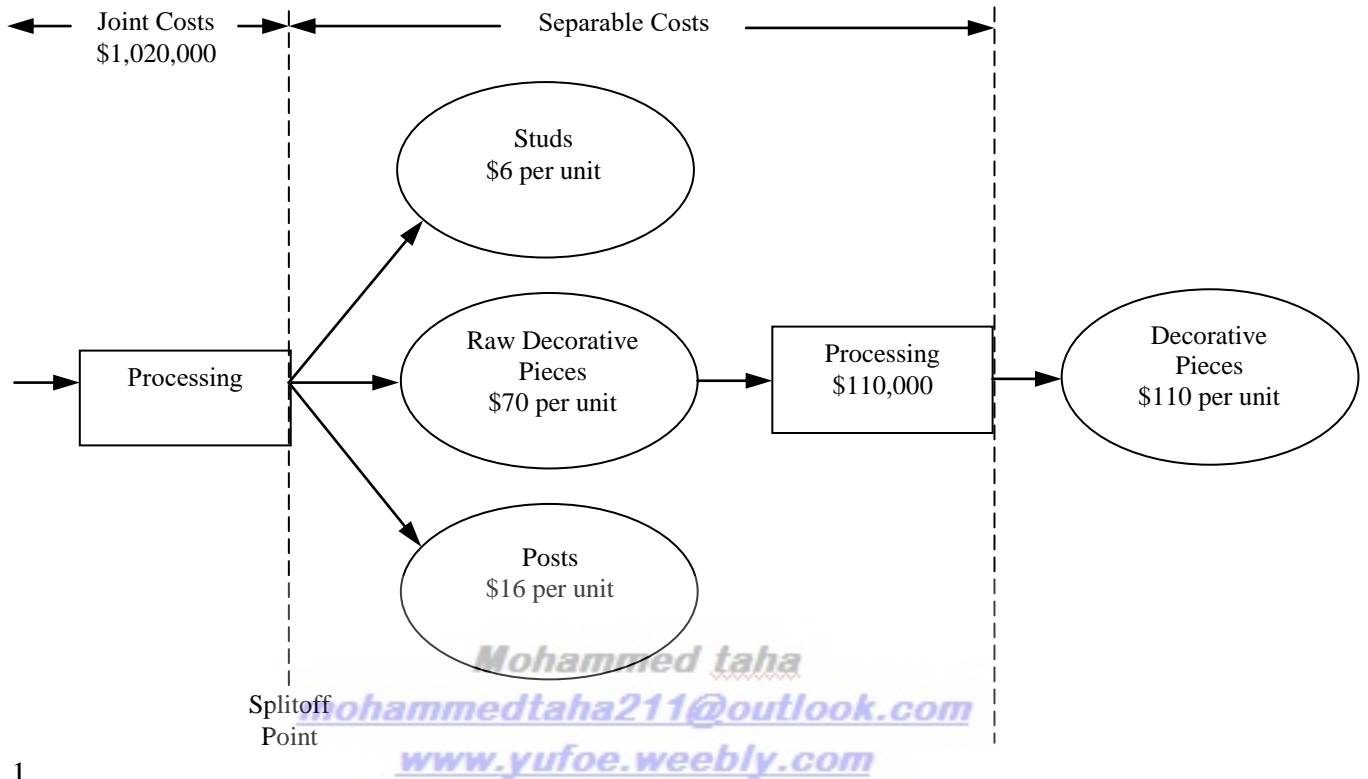 Joint Costs
$1,020,000
Separable Costs
Studs
$6 per unit
Processing
Raw Decorative
Pieces
$70 per unit
Processing
$110,000
Decorative
Pieces
$110 per unit
Posts
$16 per unit
Mohammed taha
Splitoff
Point
mohammedtaha211@outlook.com
www.yufoe.weebly.com
1